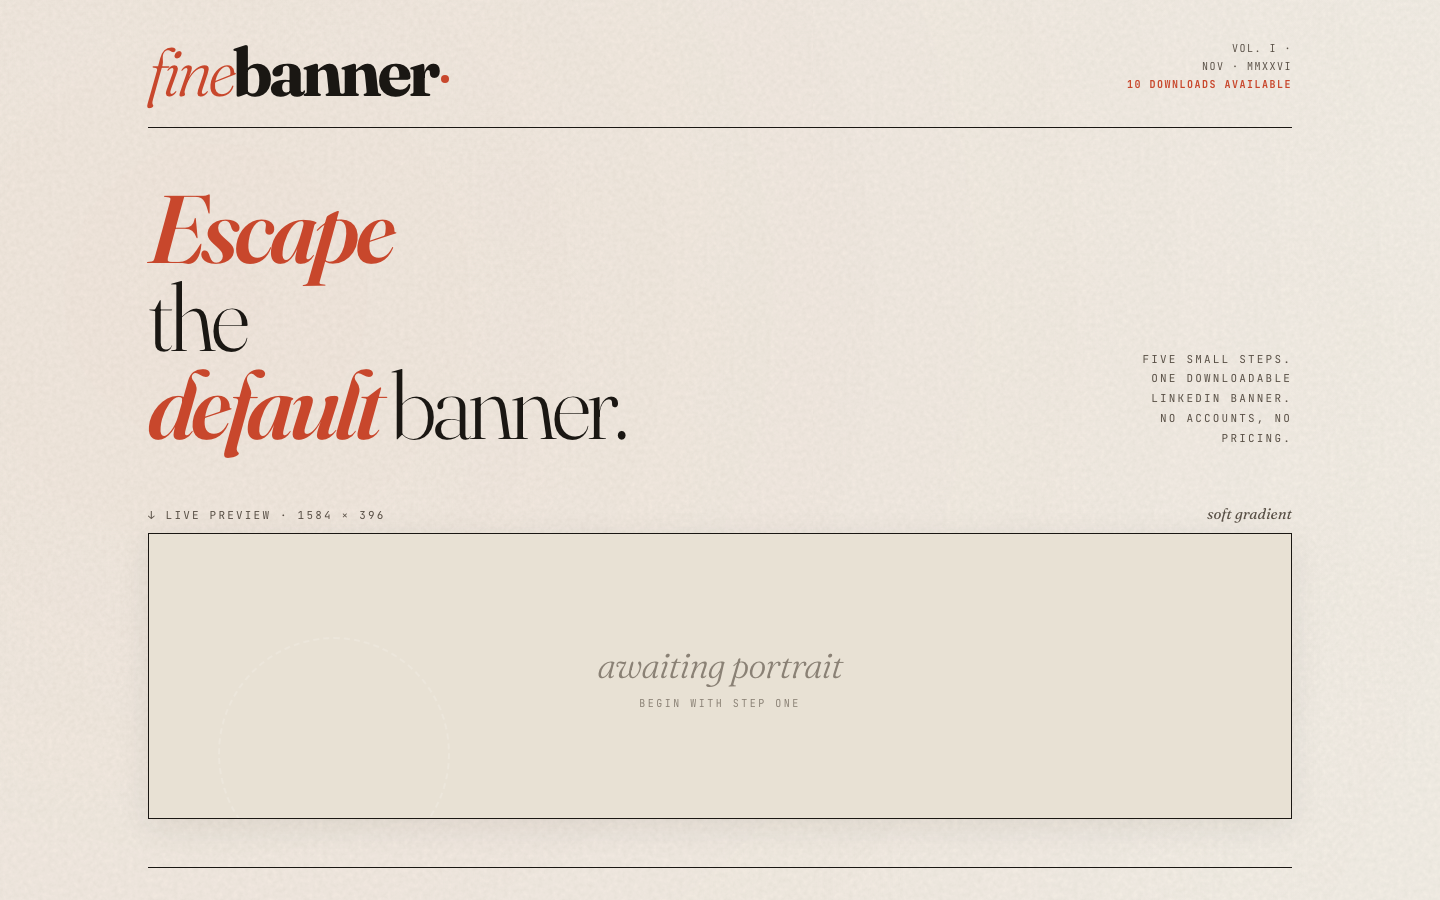 finebanner
VOL. I ·
NOV · MMXXVI
10 DOWNLOADS AVAILABLE
Escape
the
default banner.
FIVE SMALL STEPS.
ONE DOWNLOADABLE
LINKEDIN BANNER.
NO ACCOUNTS, NO
PRICING.
↓ LIVE PREVIEW · 1584 × 396
soft gradient
awaiting portrait
BEGIN WITH STEP ONE